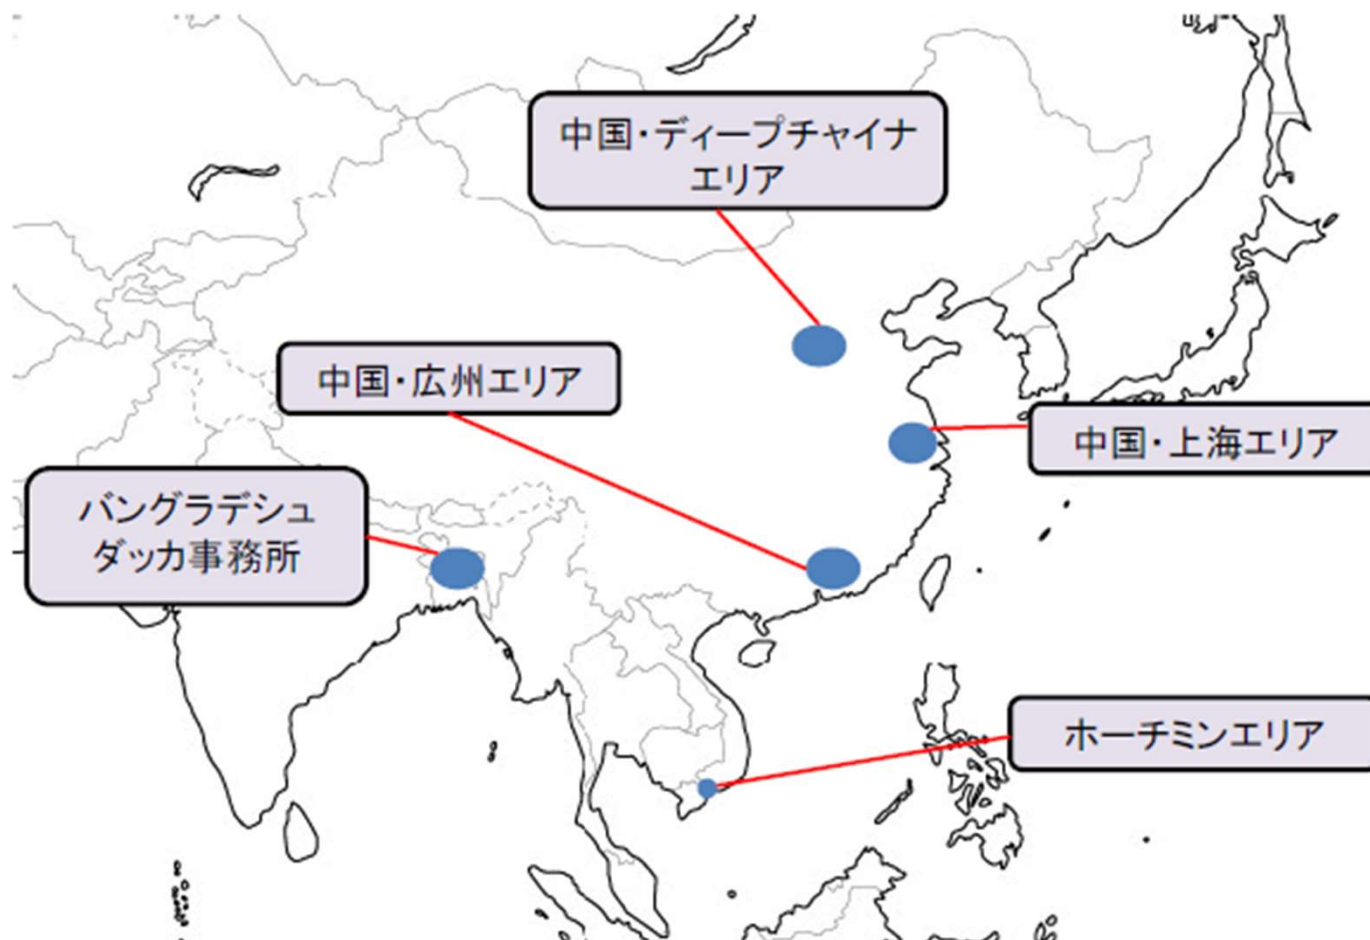 中国・ディープチャイナ
エリア
中国・広州エリア
中国・上海エリア
バングラデシュ
ダッカ事務所
ホーチミンエリア